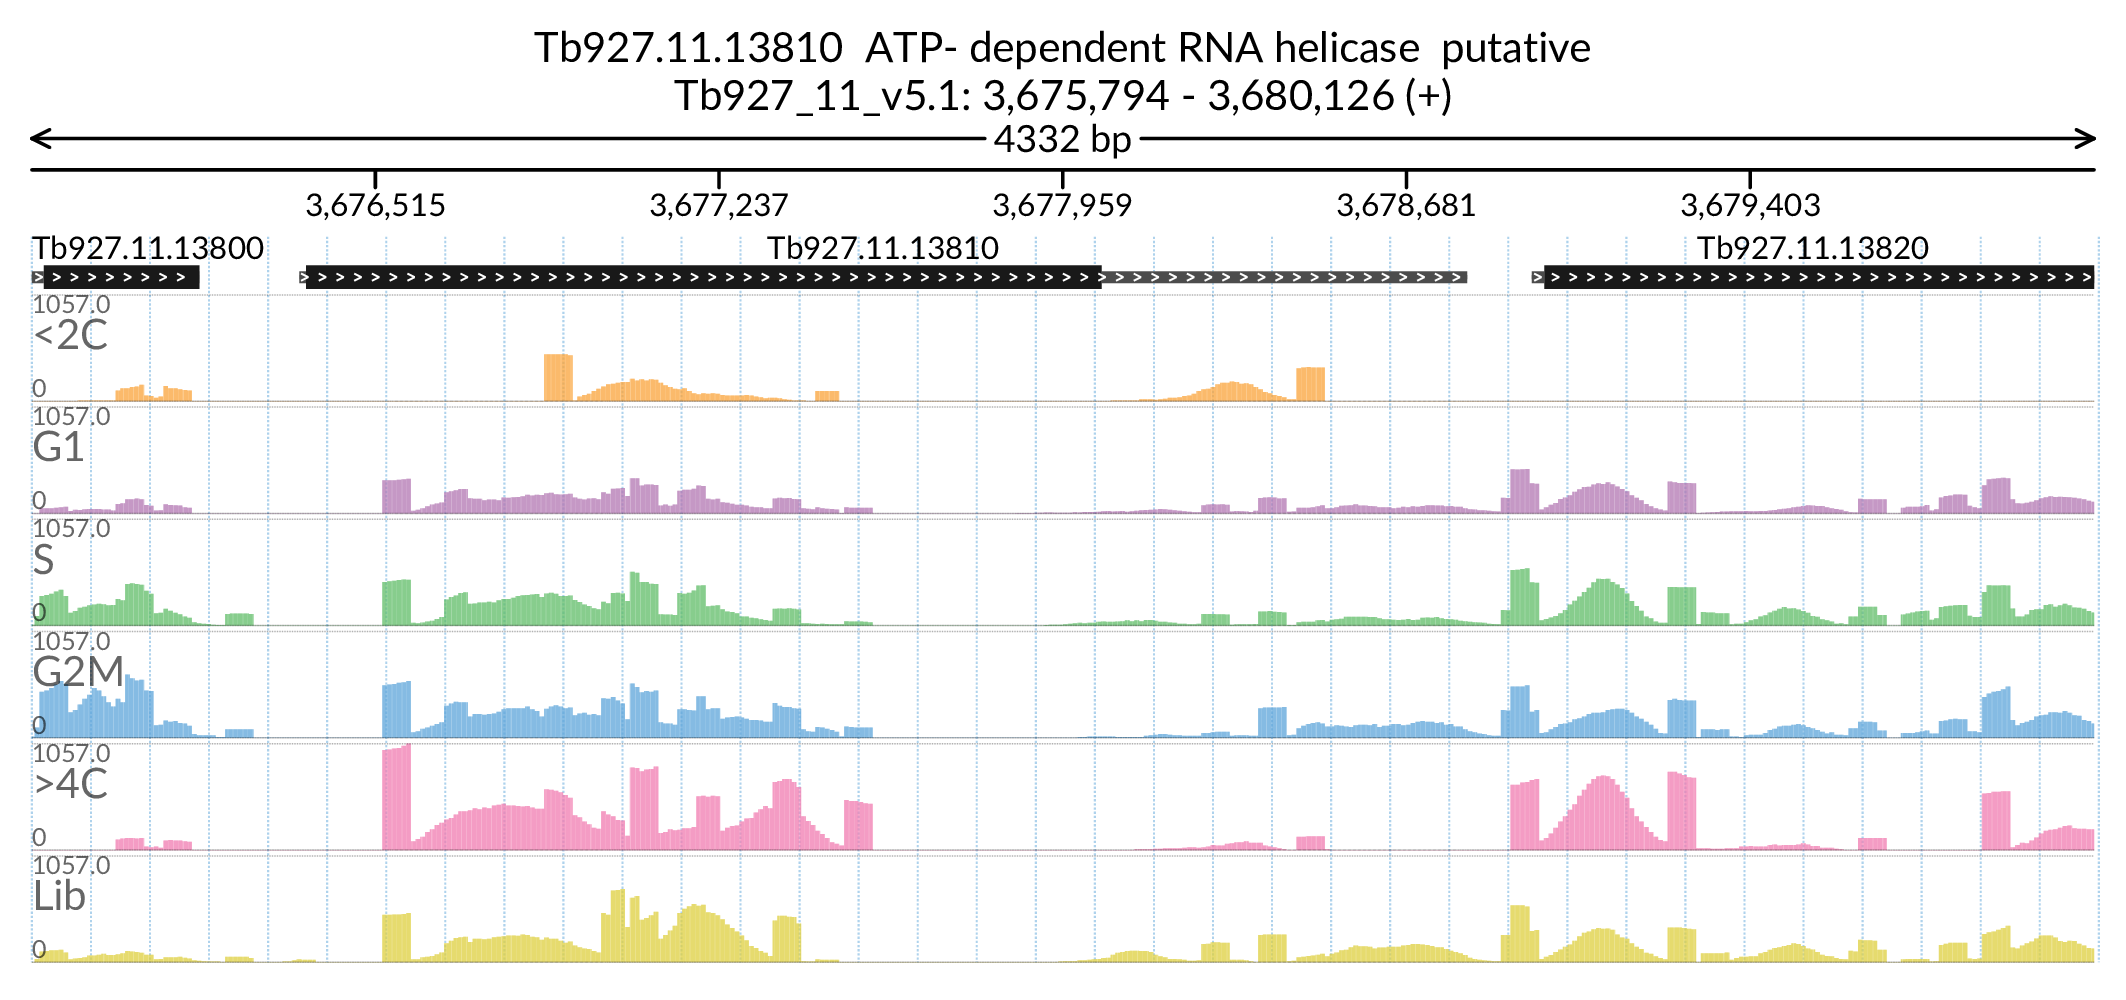 Tb927.11.13810 ATP- dependent RNA helicase putative
Tb927_11_v5.1: 3,675,794 - 3,680,126 (+)
4332 bp
3,676,515 3,677,237 3,677,959 3,678,681 3,679,403
Tb927.11.13800 Tb927.11.13810 Tb927.11.13820
1057.0
<2C
0
1057.0
G1
0
1057.0
S
0
1057.0
G2M
0
1057.0
>4C
0
1057.0
Lib
0